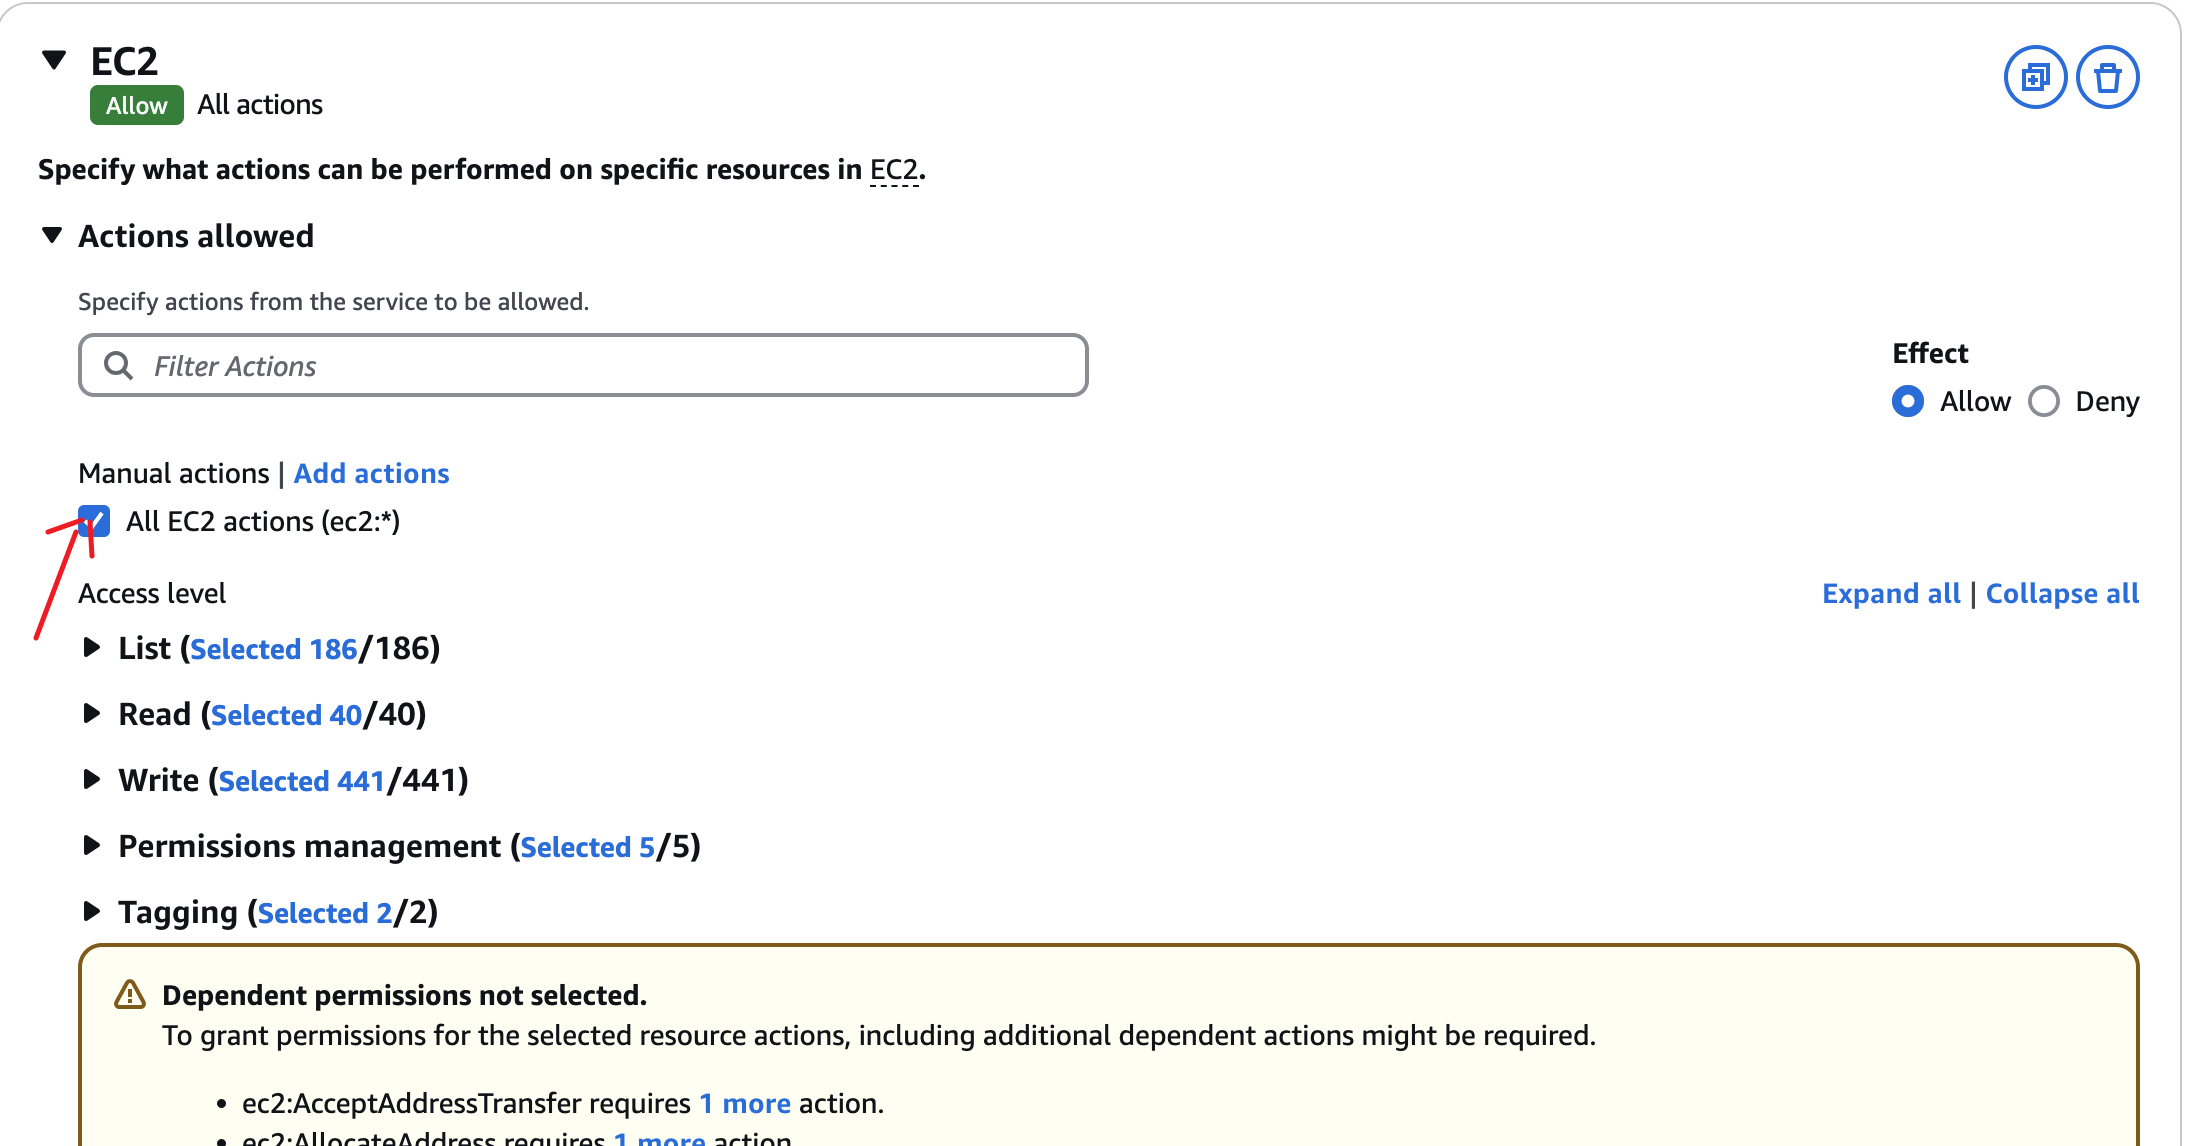 EC2
Allow All actions
Specify what actions can be performed on specific resources in EC2.
Actions allowed
Specify actions from the service to be allowed.
Filter Actions
Effect
Allow Deny
Manual actions | Add actions
All EC2 actions (ec2:*)
Access level
Expand all | Collapse all
List (Selected 186/186)
Read (Selected 40/40)
Write (Selected 441/441)
Permissions management (Selected 5/5)
Tagging (Selected 2/2)
Dependent permissions not selected.
To grant permissions for the selected resource actions, including additional dependent actions might be required.
• ec2:AcceptAddressTransfer requires 1 more action.
• ec2:AllocateAddress requires 1 more action.